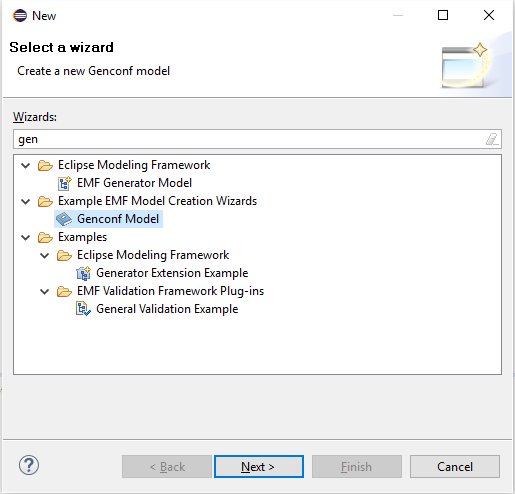 New
Select a wizard
Create a new Genconf model
Wizards:
gen
Eclipse Modeling Framework
EMF Generator Model
Example EMF Model Creation Wizards
Genconf Model
Examples
Eclipse Modeling Framework
Generator Extension Example
EMF Validation Framework Plug-ins
General Validation Example
? < Back Next > Finish Cancel